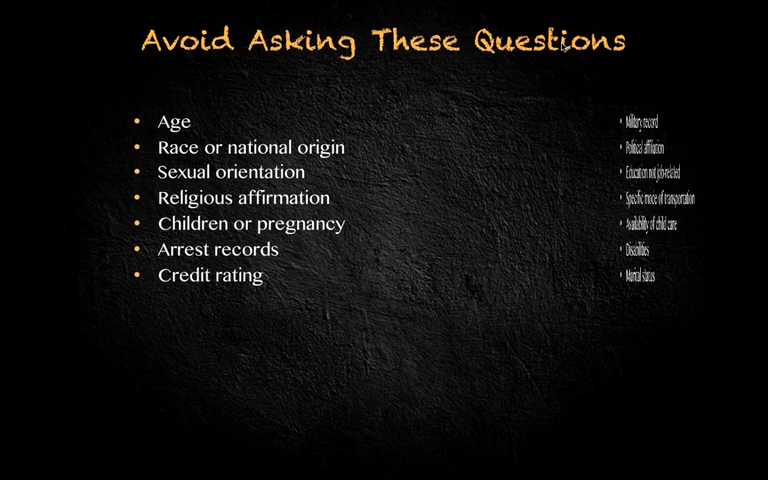 Avoid Asking These Questions
Age
Race or national origin
Sexual orientation
Religious affirmation
Children or pregnancy
Arrest records
Credit rating
Military record
Political affiliation
Education not job-related
Specific mode of transportation
Availability of child care
Disabilities
Marital status